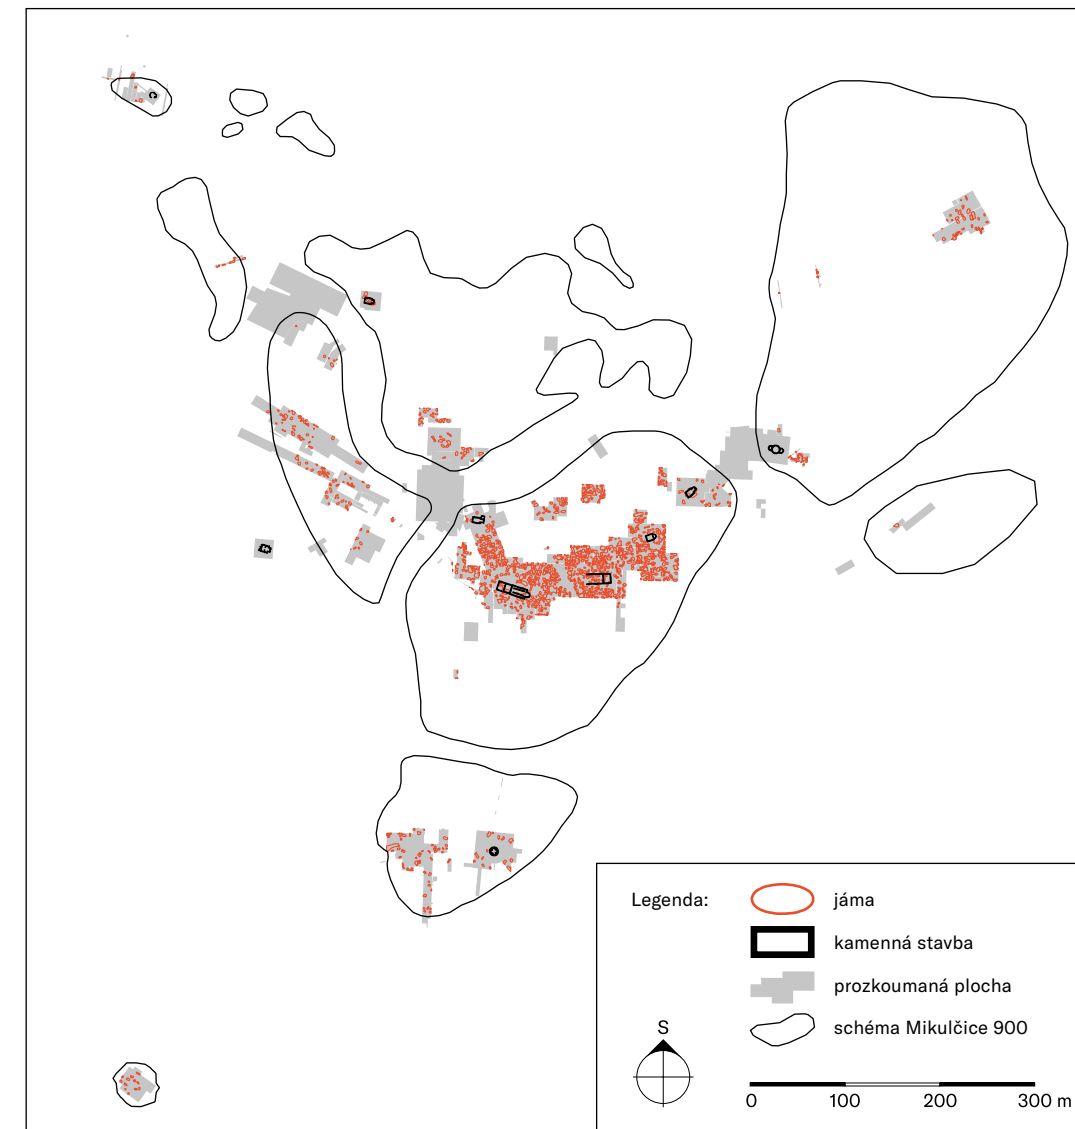 Legenda:
jáma
kamenná stavba
prozkoumaná plocha
schéma Mikulčice 900
S
0 100 200 300 m